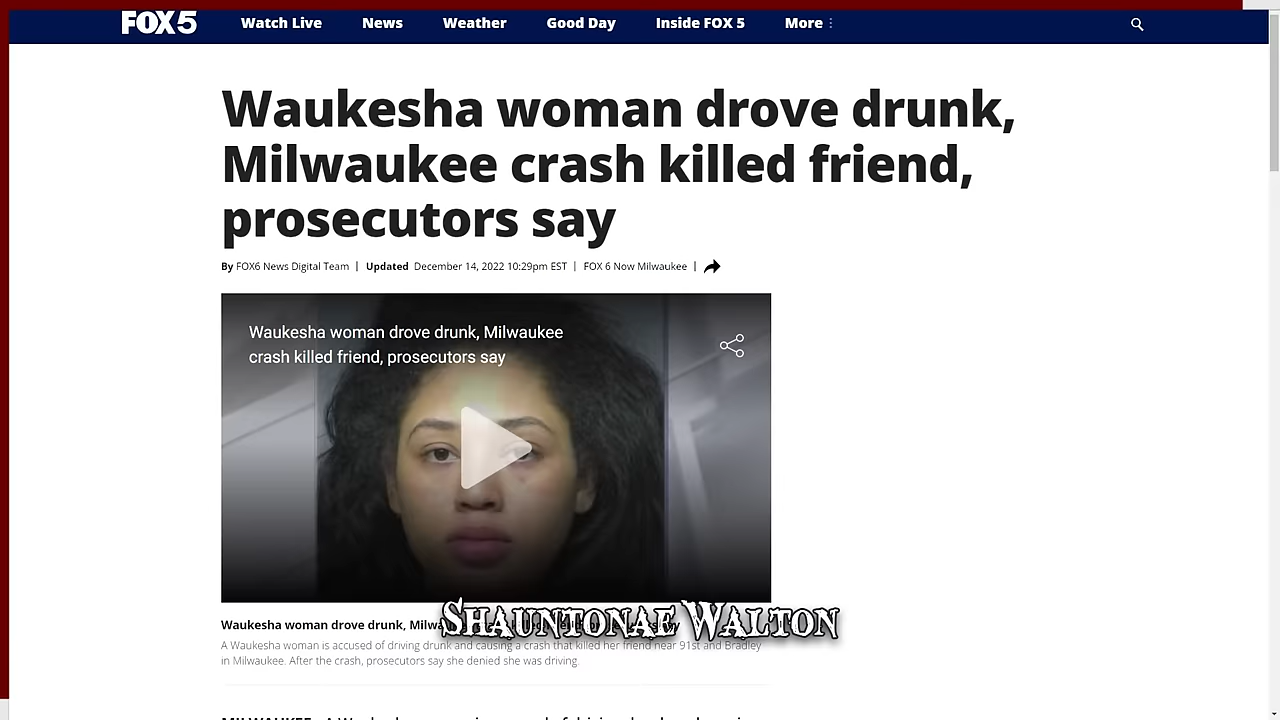 FOX 5 Watch Live News Weather Good Day Inside FOX 5 More
Waukesha woman drove drunk,
Milwaukee crash killed friend,
prosecutors say
By FOX6 News Digital Team | Updated December 14, 2022 10:29pm EST | FOX 6 Now Milwaukee |
Waukesha woman drove drunk, Milwaukee
crash killed friend, prosecutors say
Waukesha woman drove drunk,
Shauntonae Walton
A Waukesha woman is accused of driving drunk and causing a crash that killed her friend near 91st and Bradley
in Milwaukee. After the crash, prosecutors say she denied she was driving.